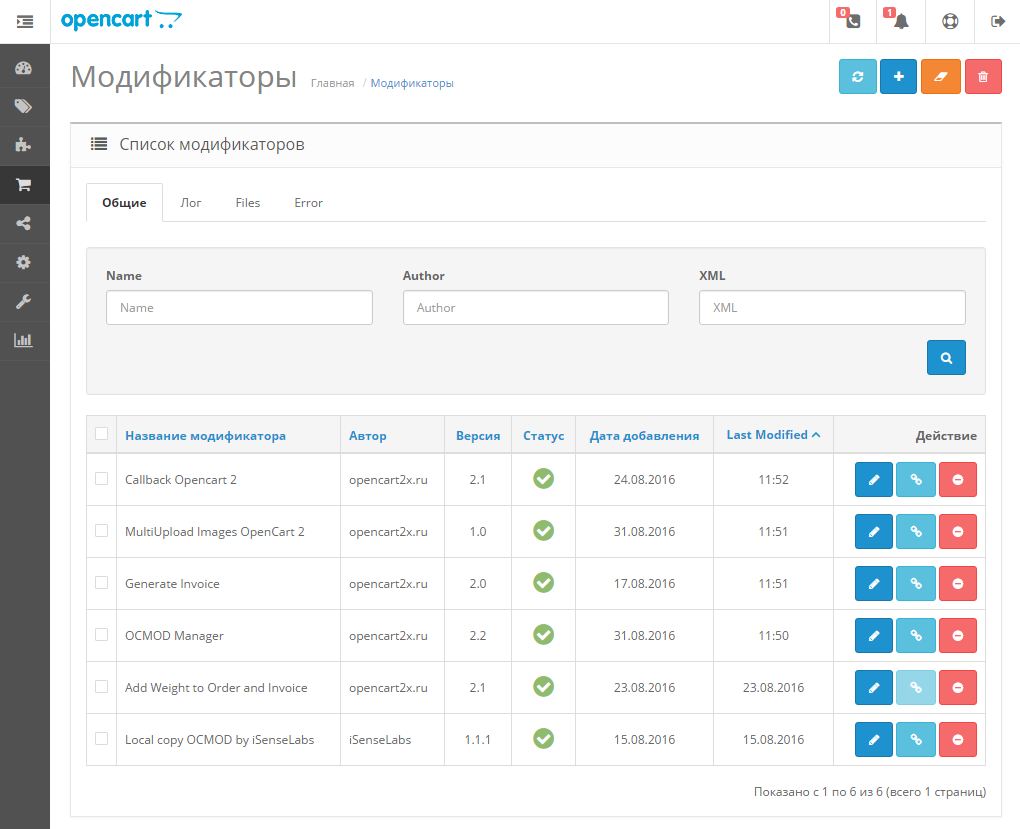 opencart
0
1
Модификаторы Главная / Модификаторы
Список модификаторов
Общие Лог Files Error
Name Author XML
Name Author XML
Название модификатора Автор Версия Статус Дата добавления Last Modified Действие
Callback Opencart 2 opencart2x.ru 2.1 24.08.2016 11:52
MultiUpload Images OpenCart 2 opencart2x.ru 1.0 31.08.2016 11:51
Generate Invoice opencart2x.ru 2.0 17.08.2016 11:51
OCMOD Manager opencart2x.ru 2.2 31.08.2016 11:50
Add Weight to Order and Invoice opencart2x.ru 2.1 23.08.2016 23.08.2016
Local copy OCMOD by iSenseLabs iSenseLabs 1.1.1 15.08.2016 15.08.2016
Показано с 1 по 6 из 6 (всего 1 страниц)